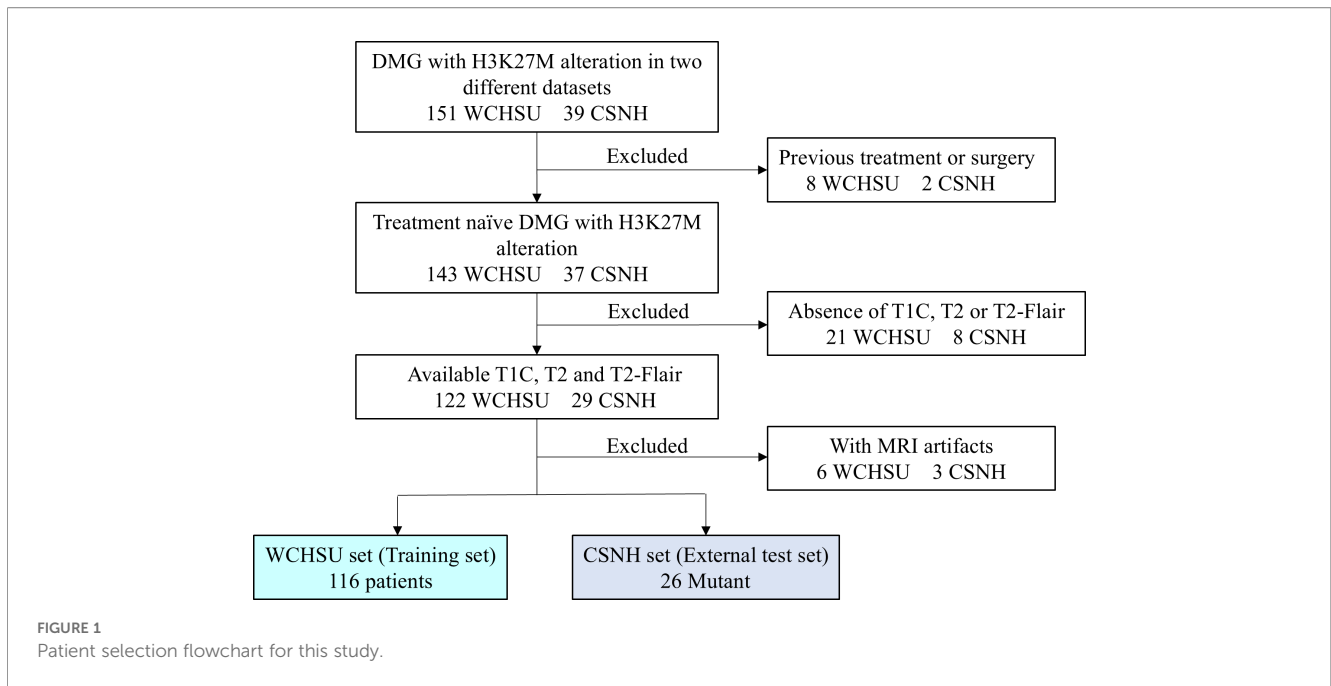 DMG with H3K27M alteration in two
different datasets
151 WCHSU 39 CSNH
Excluded
Previous treatment or surgery
8 WCHSU 2 CSNH
Treatment naïve DMG with H3K27M
alteration
143 WCHSU 37 CSNH
Excluded
Absence of T1C, T2 or T2-Flair
21 WCHSU 8 CSNH
Available T1C, T2 and T2-Flair
122 WCHSU 29 CSNH
Excluded
With MRI artifacts
6 WCHSU 3 CSNH
WCHSU set (Training set)
116 patients
CSNH set (External test set)
26 Mutant
FIGURE 1
Patient selection flowchart for this study.